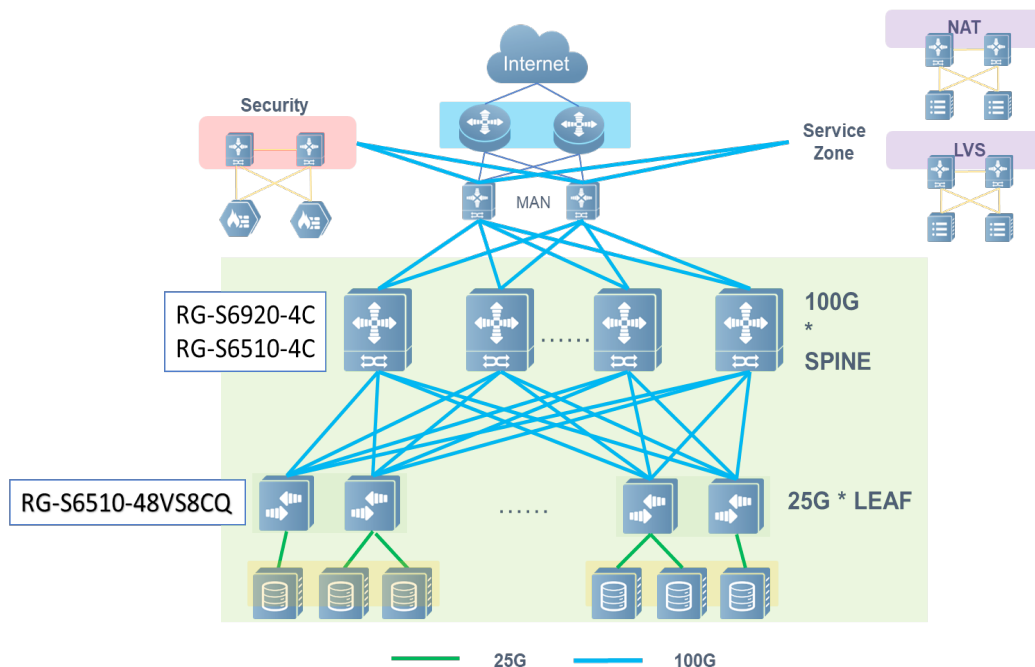 NAT
Internet
Security
Service
Zone
LVS
MAN
RG-S6920-4C
RG-S6510-4C
100G
*
SPINE
......
RG-S6510-48VS8CQ
25G * LEAF
......
25G
100G